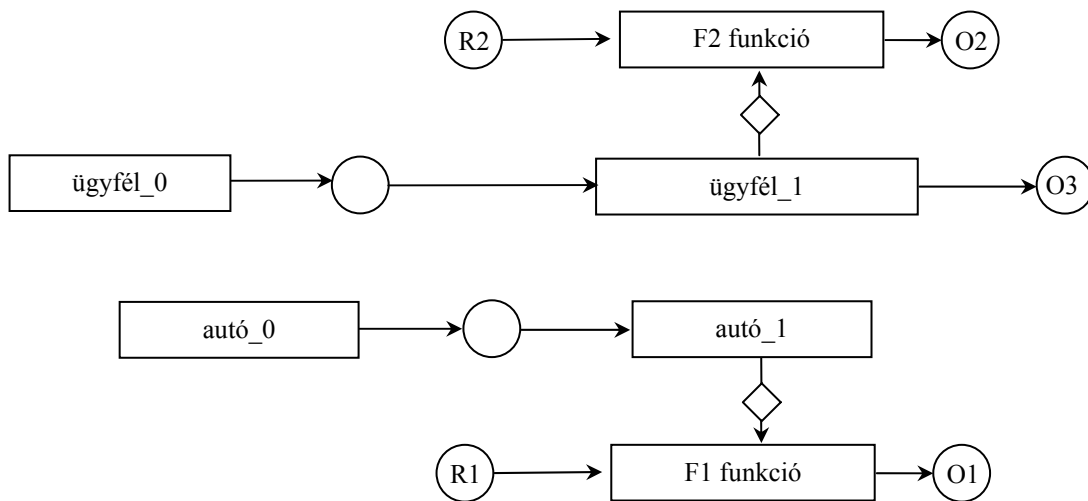 R2
F2 funkció
O2
ügyfél_0
ügyfél_1
O3
autó_0
autó_1
R1
F1 funkció
O1